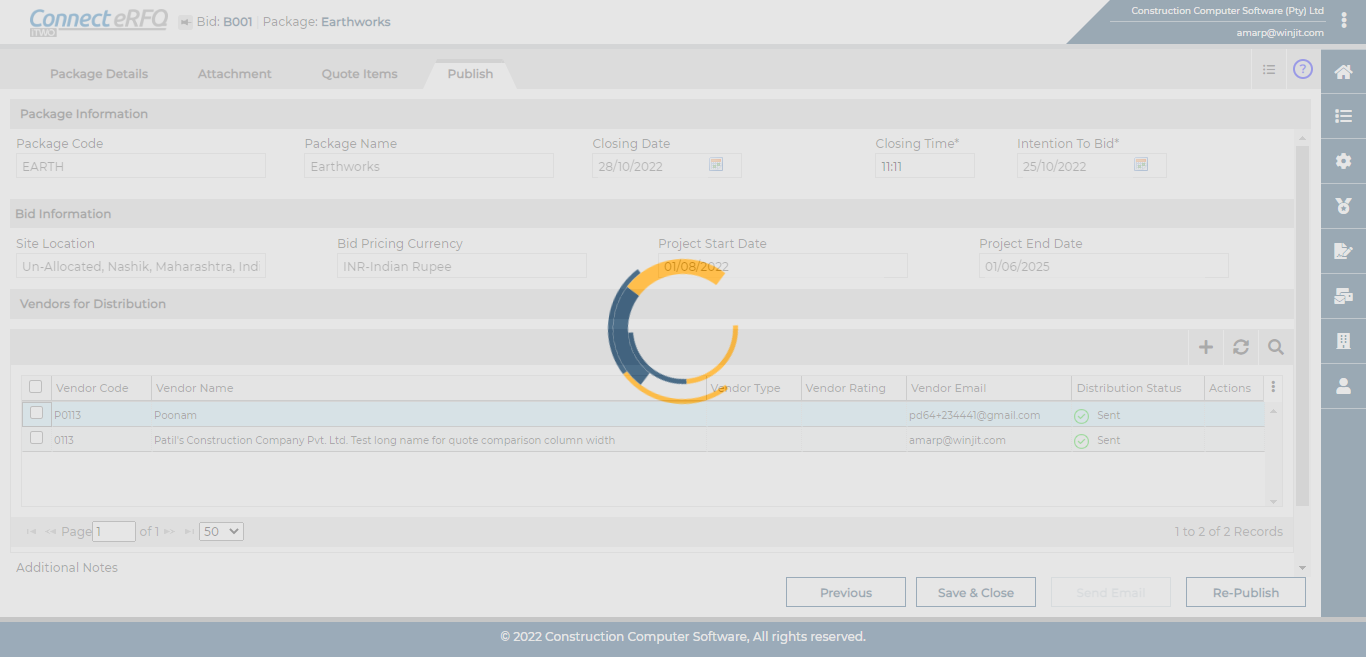 Connect eRFQ
iTWO
Bid: B001 Package: Earthworks
Construction Computer Software (Pty) Ltd
amarp@winjit.com
Package Details Attachment Quote Items Publish
?
Package Information
Package Code Package Name Closing Date Closing Time* Intention To Bid*
EARTH Earthworks 28/10/2022 11:11 25/10/2022
Bid Information
Site Location Bid Pricing Currency Project Start Date Project End Date
Un-Allocated, Nashik, Maharashtra, Indi INR-Indian Rupee 01/08/2022 01/06/2025
Vendors for Distribution
Vendor Code Vendor Name Vendor Type Vendor Rating Vendor Email Distribution Status Actions
P0113 Poonam pd64+234441@gmail.com Sent
0113 Patil's Construction Company Pvt. Ltd. Test long name for quote comparison column width amarp@winjit.com Sent
Page 1 of 1 50 1 to 2 of 2 Records
Additional Notes
Previous Save & Close Send Email Re-Publish
© 2022 Construction Computer Software, All rights reserved.